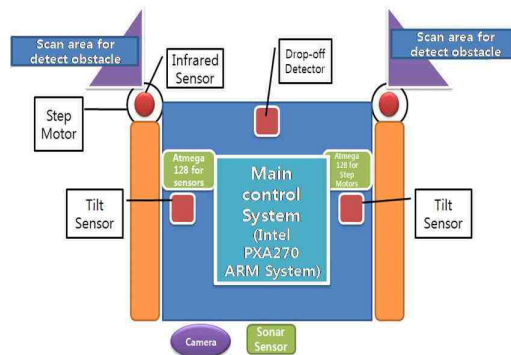 Scan area for
detect obstacle
Infrared
Sensor
Drop-off
Detector
Scan area for
detect obstacle
Step
Motor
Atmega
128 for
sensors
Atmega
128 for
Step
Motors
Main
control
System
(Intel
PXA270
ARM System)
Tilt
Sensor
Tilt
Sensor
Camera
Sonar
Sensor